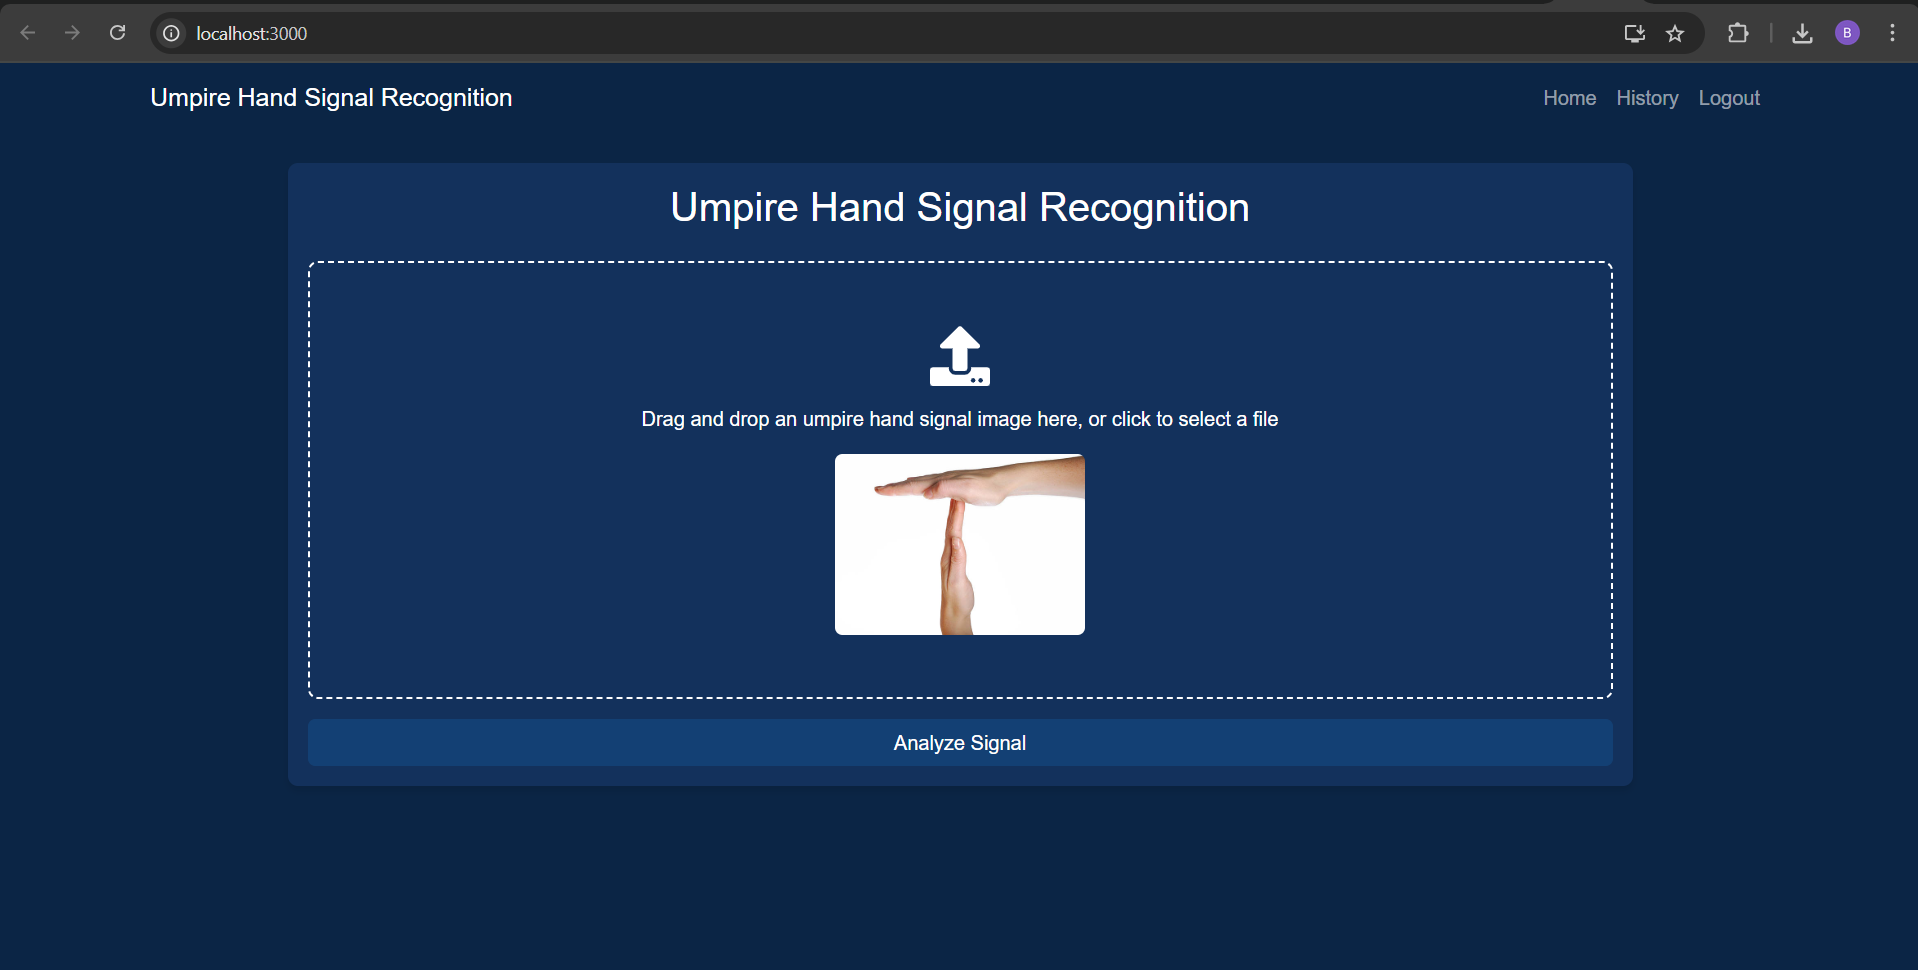 localhost:3000
B
Umpire Hand Signal Recognition
Home History Logout
Umpire Hand Signal Recognition
Drag and drop an umpire hand signal image here, or click to select a file
Analyze Signal